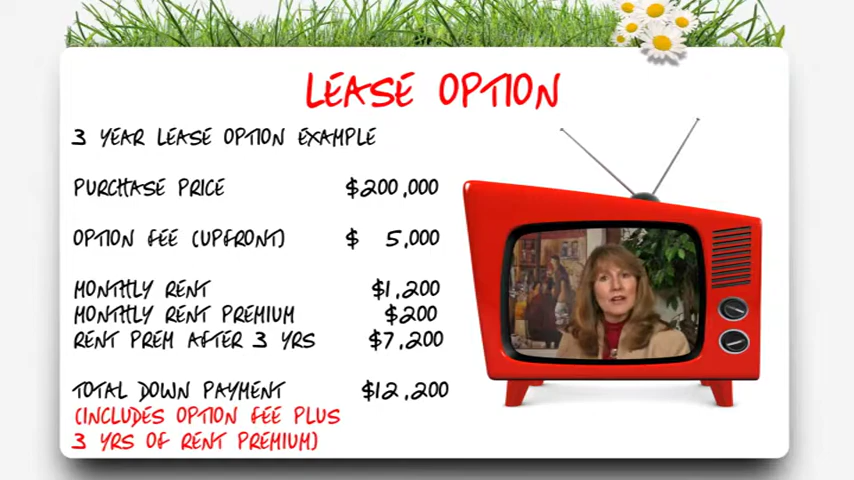 LEASE OPTION
3 YEAR LEASE OPTION EXAMPLE
PURCHASE PRICE $200,000
OPTION FEE (UPFRONT) $ 5,000
MONTHLY RENT $1,200
MONTHLY RENT PREMIUM $200
RENT PREM AFTER 3 YRS $7,200
TOTAL DOWN PAYMENT $12,200
(INCLUDES OPTION FEE PLUS
3 YRS OF RENT PREMIUM)